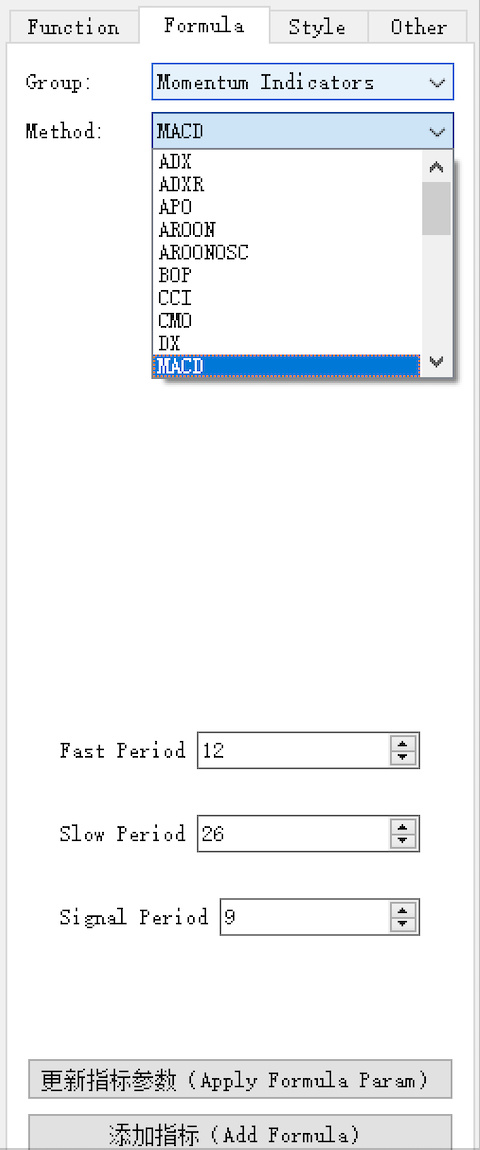 Function Formula Style Other
Group: Momentum Indicators
Method: MACD
ADX
ADXR
APO
AROON
AROONOSC
BOP
CCI
CMO
DX
MACD
Fast Period 12
Slow Period 26
Signal Period 9
更新指标参数（Apply Formula Param）
添加指标（Add Formula）